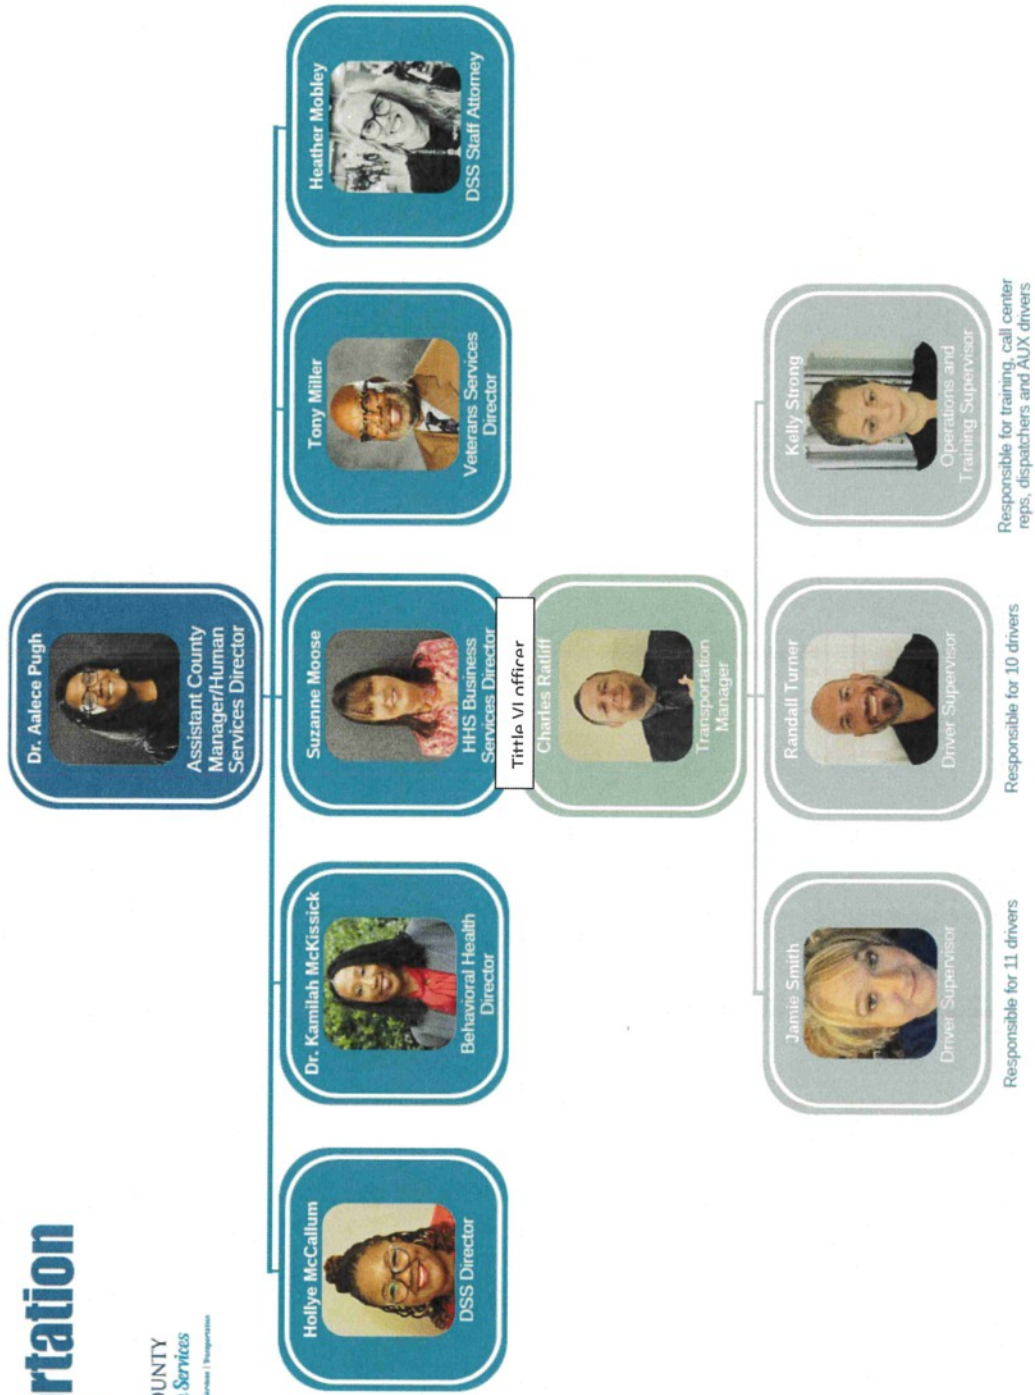 rtation
OUNTY
Services
Services | Transportation
Dr. Aalece Pugh
Assistant County
Manager/Human
Services Director
Hollye McCallum
DSS Director
Dr. Kamilah McKissick
Behavioral Health
Director
Suzanne Moose
HHS Business
Services Director
Tony Miller
Veterans Services
Director
Heather Mobley
DSS Staff Attorney
Tittle VI officer
Charles Ratliff
Transportation
Manager
Jamie Smith
Driver Supervisor
Responsible for 11 drivers
Randall Turner
Driver Supervisor
Responsible for 10 drivers
Kelly Strong
Operations and
Training Supervisor
Responsible for training, call center
reps, dispatchers and AUX drivers